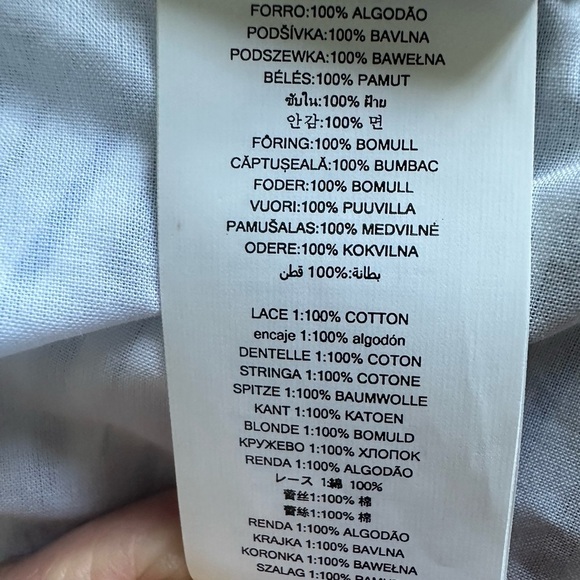 FORRO:100% ALGODÃO
PODŠÍVKA:100% BAVLNA
PODSZEWKA:100% BAWEŁNA
BÉLÉS:100% PAMUT
ซับใน:100% ฝ้าย
안감:100% 면
FÔRING:100% BOMULL
CĂPTUȘEALĂ:100% BUMBAC
FODER:100% BOMULL
VUORI:100% PUUVILLA
PAMUŠALAS:100% MEDVILNĖ
ODERE:100% KOKVILNA
بطانة:100% قطن
LACE 1:100% COTTON
encaje 1:100% algodón
DENTELLE 1:100% COTON
STRINGA 1:100% COTONE
SPITZE 1:100% BAUMWOLLE
KANT 1:100% KATOEN
BLONDE 1:100% BOMULD
КРУЖЕВО 1:100% ХЛОПОК
RENDA 1:100% ALGODÃO
レース 1:綿 100%
蕾丝1:100% 棉
蕾絲1:100% 棉
RENDA 1:100% ALGODÃO
KRAJKA 1:100% BAVLNA
KORONKA 1:100% BAWEŁNA
SZALAG 1:100%